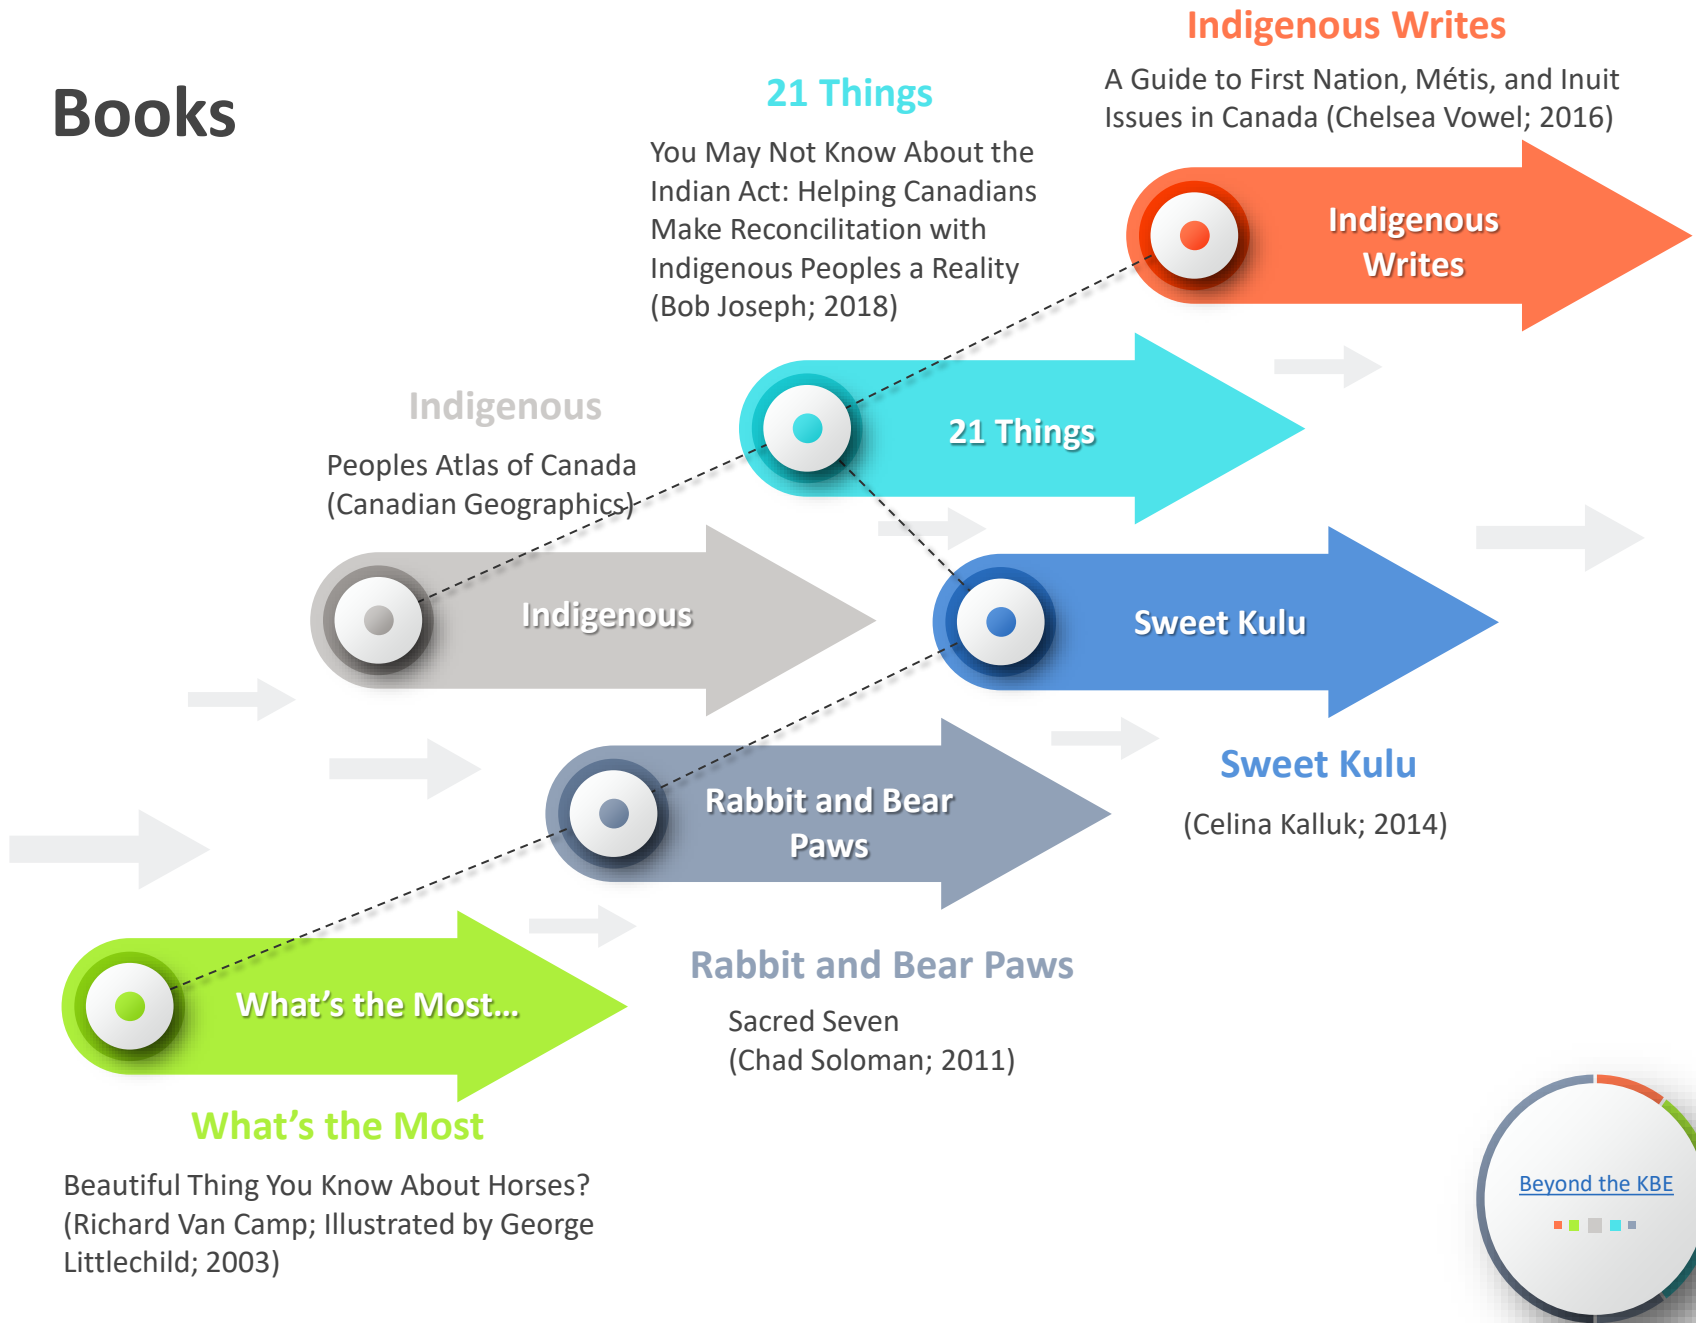 Books
Indigenous Writes
A Guide to First Nation, Métis, and Inuit
Issues in Canada (Chelsea Vowel; 2016)
Indigenous
Writes
21 Things
You May Not Know About the
Indian Act: Helping Canadians
Make Reconcilitation with
Indigenous Peoples a Reality
(Bob Joseph; 2018)
21 Things
Indigenous
Peoples Atlas of Canada
(Canadian Geographics)
Indigenous
Sweet Kulu
Sweet Kulu
(Celina Kalluk; 2014)
Rabbit and Bear
Paws
Rabbit and Bear Paws
Sacred Seven
(Chad Soloman; 2011)
What's the Most...
What's the Most
Beautiful Thing You Know About Horses?
(Richard Van Camp; Illustrated by George
Littlechild; 2003)
Beyond the KBE